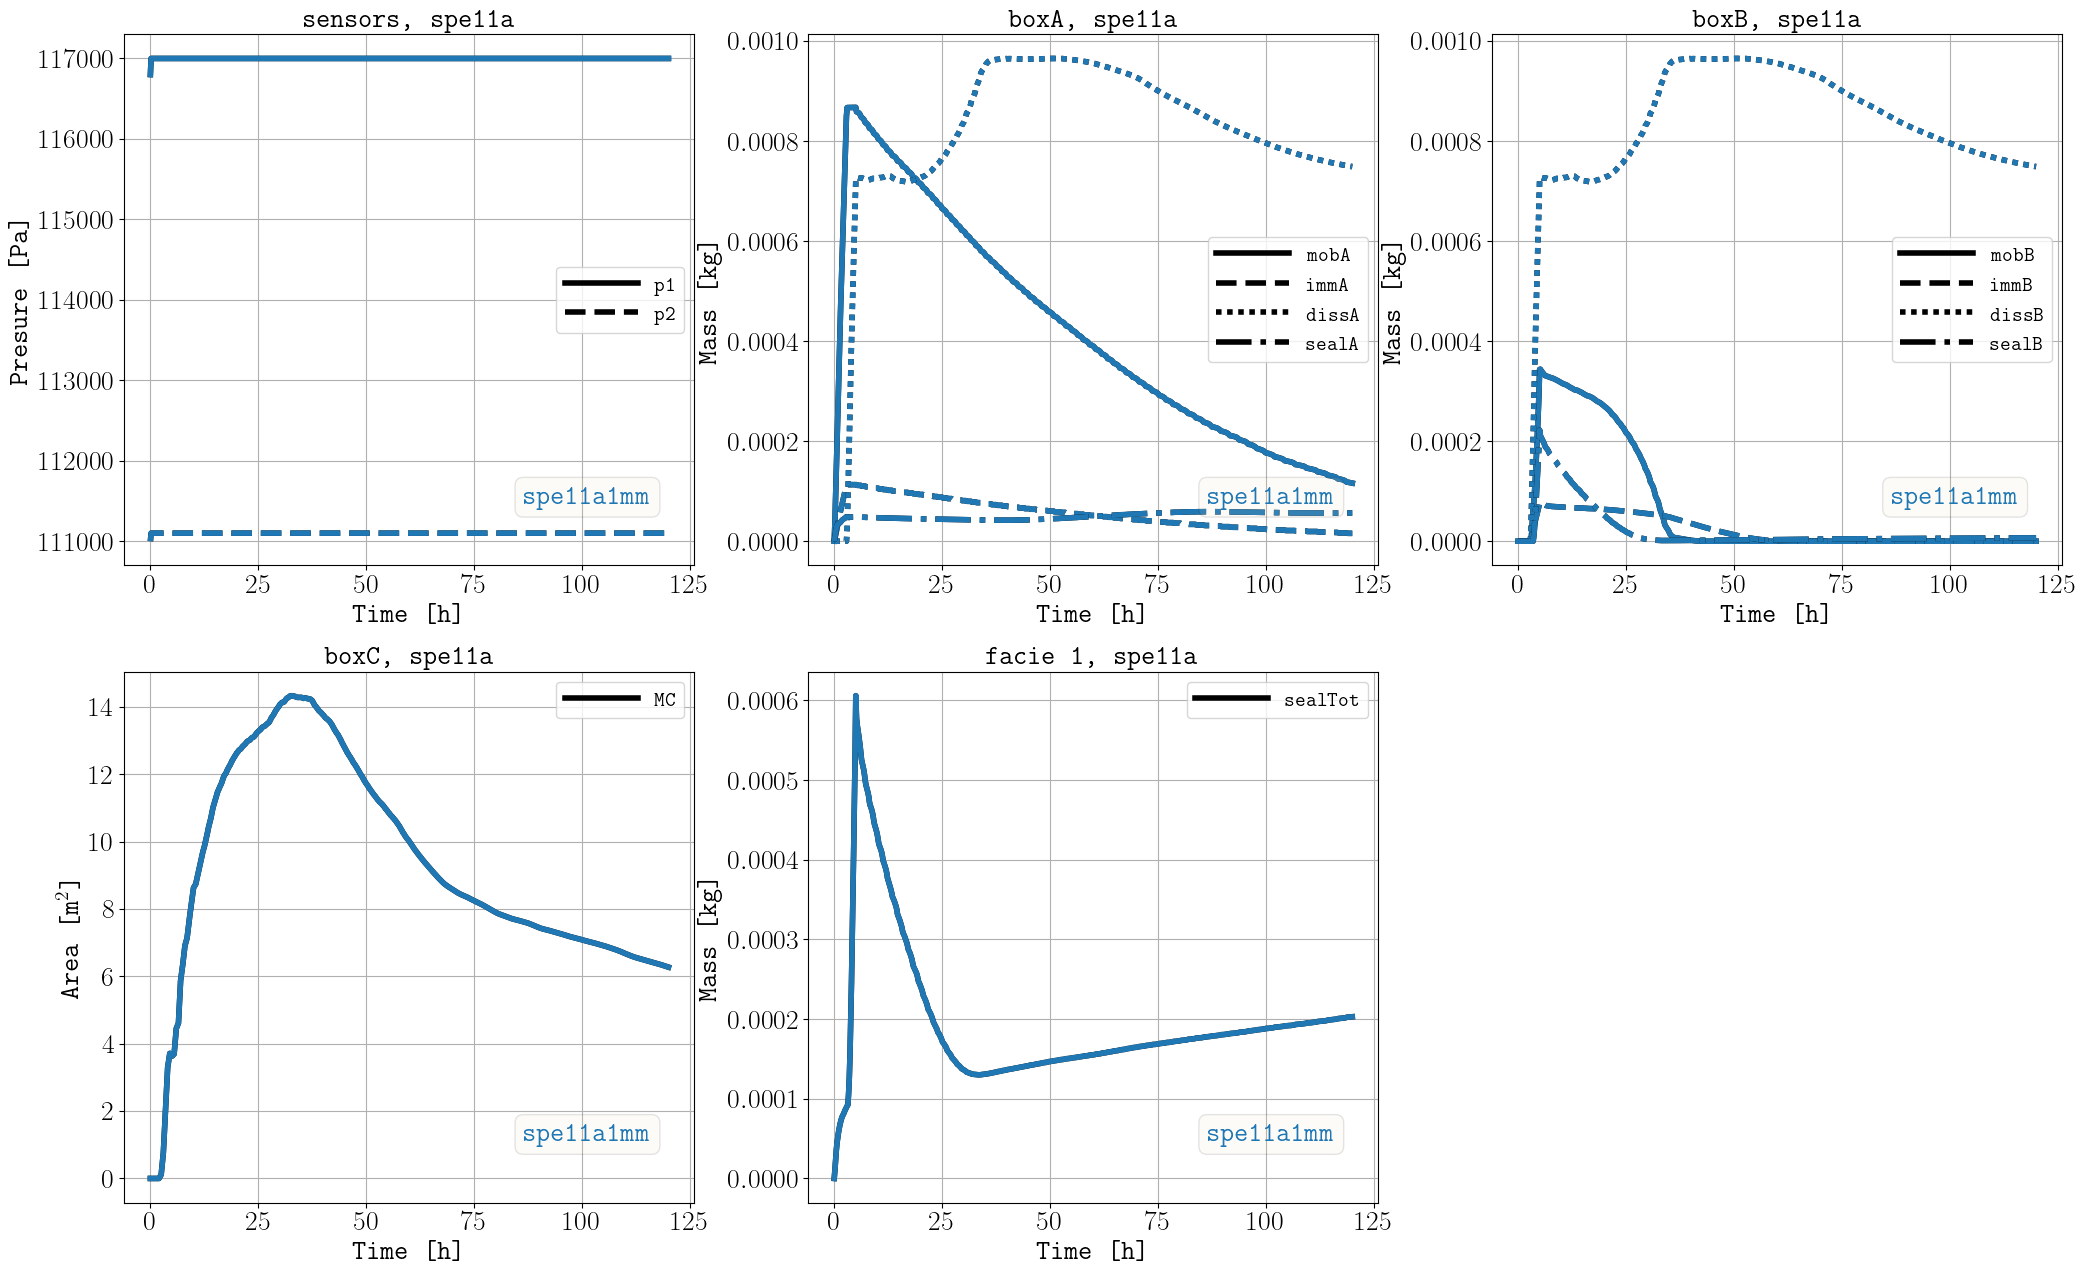 sensors, spe11a
117000
116000
115000
114000
113000
112000
111000
Presure [Pa]
p1
p2
spe11a1mm
0 25 50 75 100 125
Time [h]
boxA, spe11a
0.0010
0.0008
0.0006
0.0004
0.0002
0.0000
Mass [kg]
mobA
immA
dissA
sealA
spe11a1mm
0 25 50 75 100 125
Time [h]
boxB, spe11a
0.0010
0.0008
0.0006
0.0004
0.0002
0.0000
Mass [kg]
mobB
immB
dissB
sealB
spe11a1mm
0 25 50 75 100 125
Time [h]
boxC, spe11a
14
12
10
8
6
4
2
0
Area [m²]
MC
spe11a1mm
0 25 50 75 100 125
Time [h]
facie 1, spe11a
0.0006
0.0005
0.0004
0.0003
0.0002
0.0001
0.0000
Mass [kg]
sealTot
spe11a1mm
0 25 50 75 100 125
Time [h]